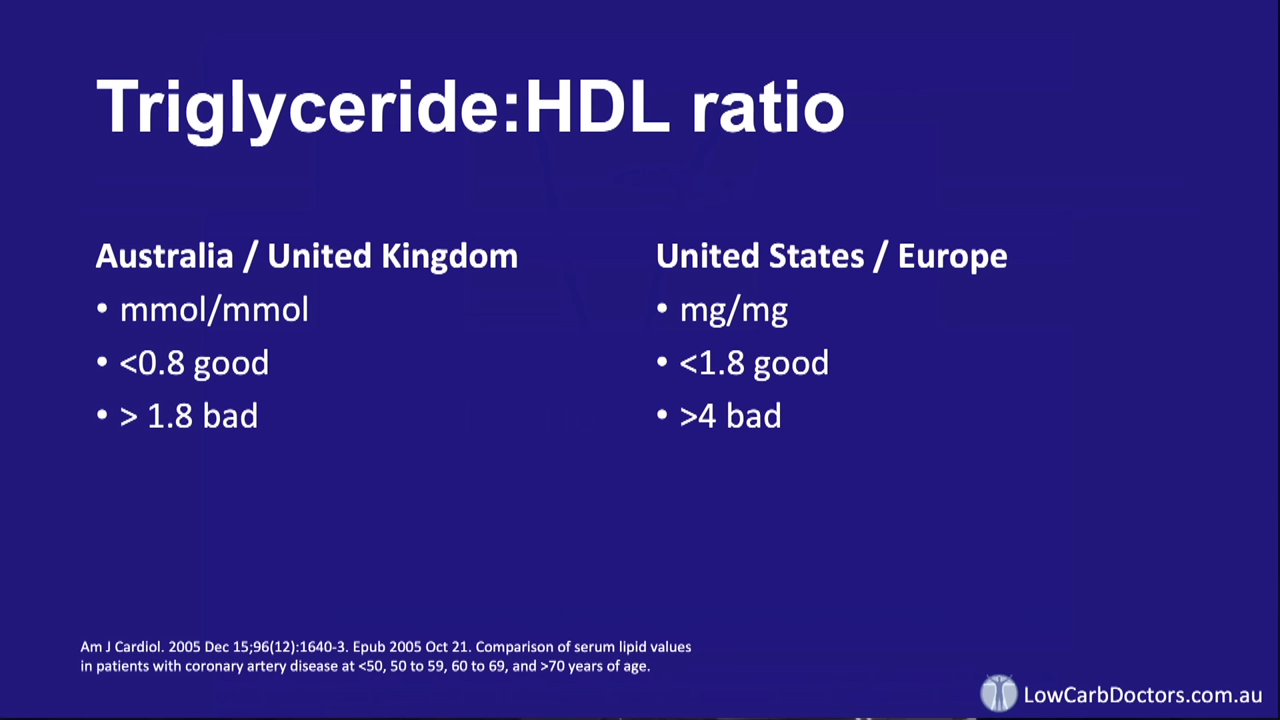 Triglyceride:HDL ratio
Australia / United Kingdom
• mmol/mmol
• <0.8 good
• > 1.8 bad
United States / Europe
• mg/mg
• <1.8 good
• >4 bad
Am J Cardiol. 2005 Dec 15;96(12):1640-3. Epub 2005 Oct 21. Comparison of serum lipid values
in patients with coronary artery disease at <50, 50 to 59, 60 to 69, and >70 years of age.
LowCarbDoctors.com.au